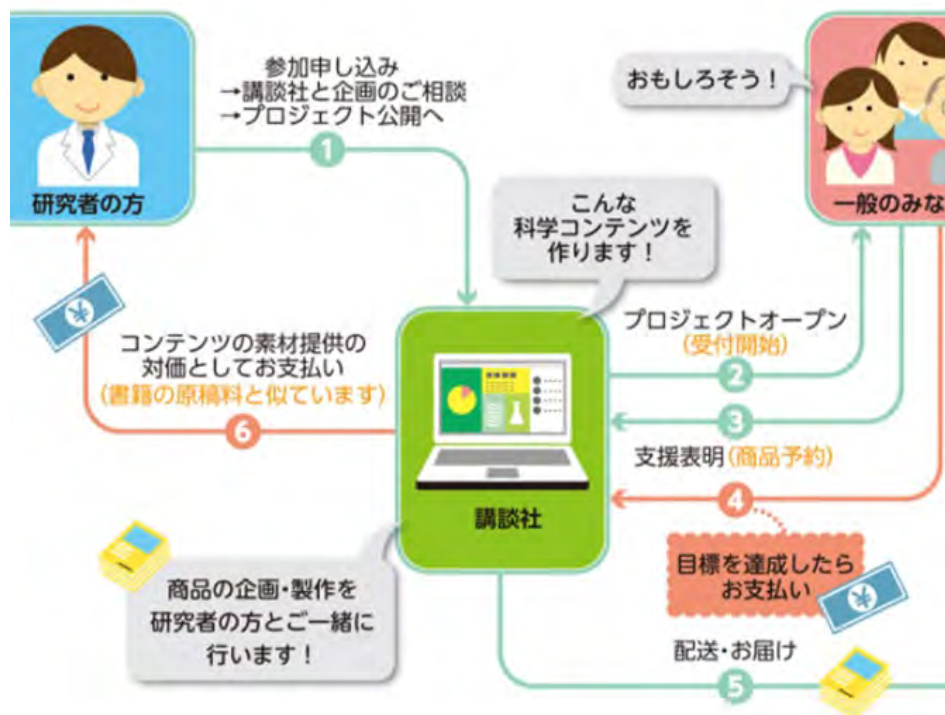 参加申し込み
→講談社と企画のご相談
→プロジェクト公開へ
1
研究者の方
おもしろそう！
一般のみな
こんな
科学コンテンツを
作ります！
プロジェクトオープン
(受付開始)
2
3
支援表明(商品予約)
4
目標を達成したら
お支払い
¥
¥
コンテンツの素材提供の
対価としてお支払い
(書籍の原稿料と似ています)
6
講談社
商品の企画・製作を
研究者の方とご一緒に
行います！
配送・お届け
5